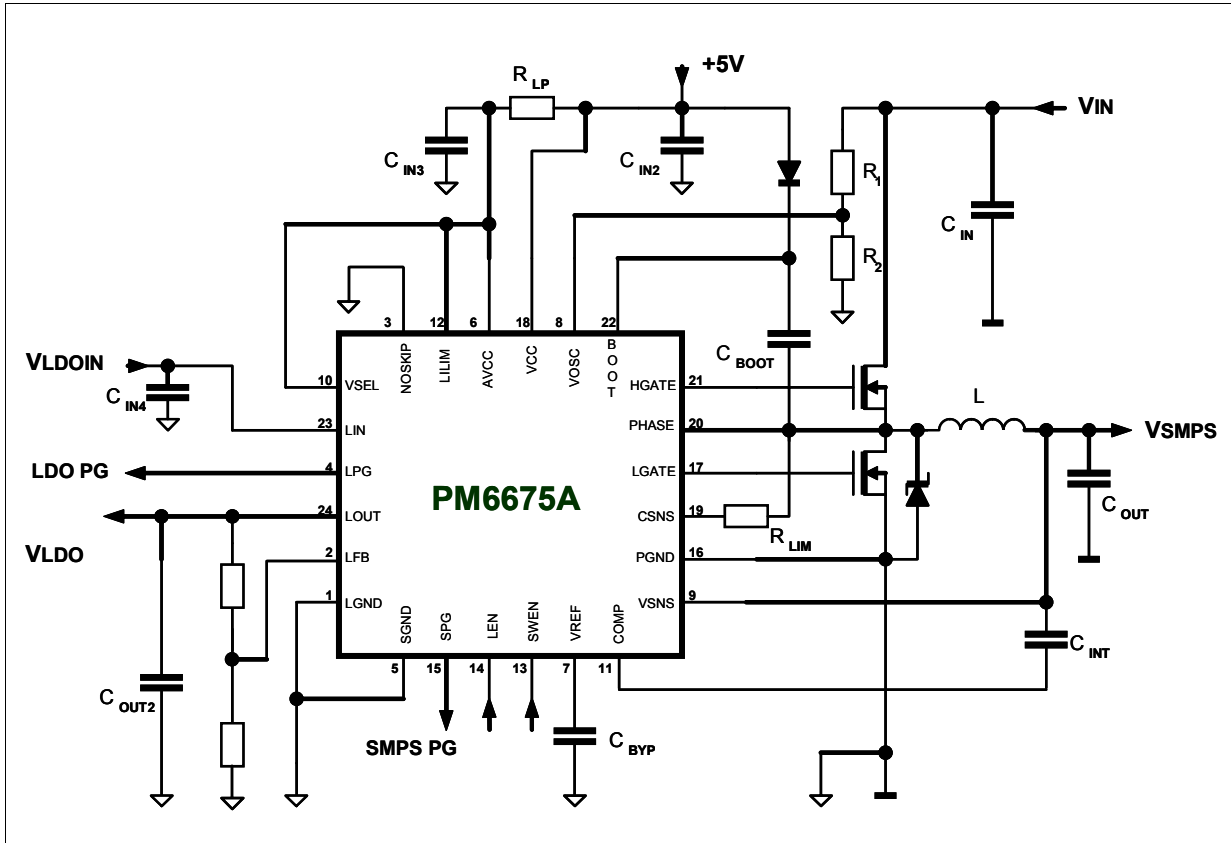 +5V
R LP
VIN
C IN3
C IN2
R1
C IN
R2
3
12
6
18
8
22
NOSKIP
LILIM
AVCC
VCC
VOSC
BOOT
C BOOT
VLDOIN
C IN4
10 VSEL
23 LIN
LDO PG
4 LPG
24 LOUT
VLDO
2 LFB
1 LGND
PM6675A
HGATE 21
PHASE 20
LGATE 17
CSNS 19
R LIM
PGND 16
VSNS 9
L
VSMPS
C OUT
C INT
SGND
SPG
LEN
SWEN
VREF
COMP
5
15
14
13
7
11
C OUT2
SMPS PG
C BYP